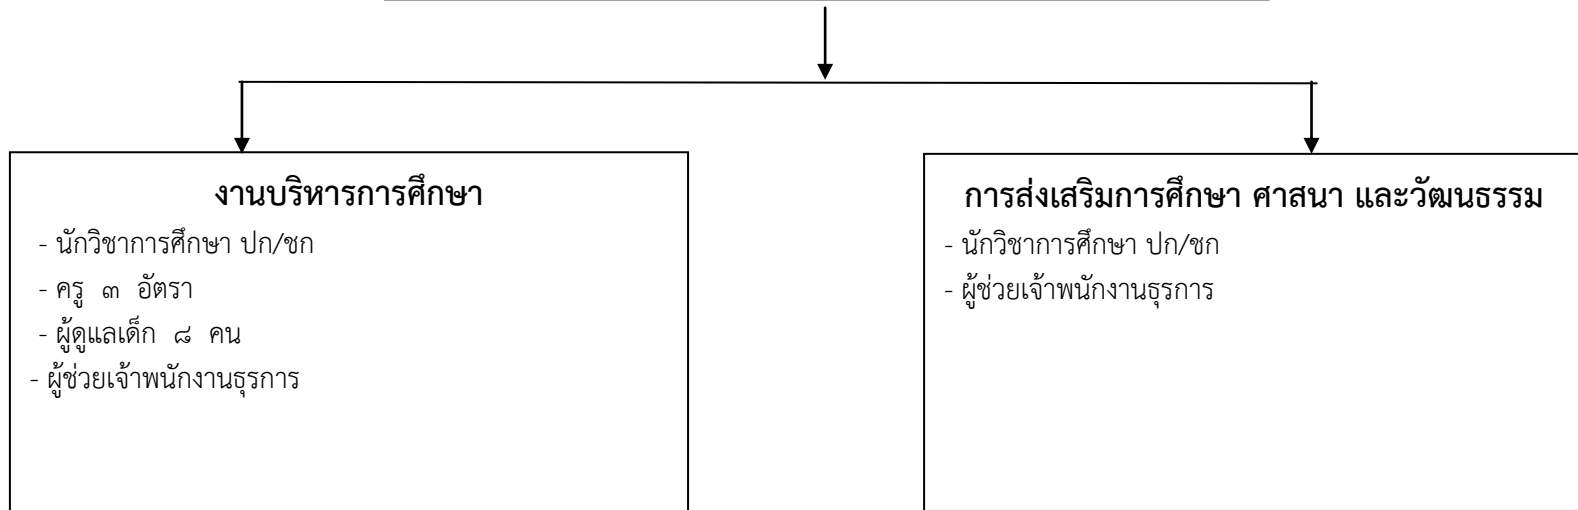 งานบริหารการศึกษา
- นักวิชาการศึกษา ปก/ชก
- ครู ๓ อัตรา
- ผู้ดูแลเด็ก ๘ คน
- ผู้ช่วยเจ้าพนักงานธุรการ
การส่งเสริมการศึกษา ศาสนา และวัฒนธรรม
- นักวิชาการศึกษา ปก/ชก
- ผู้ช่วยเจ้าพนักงานธุรการ